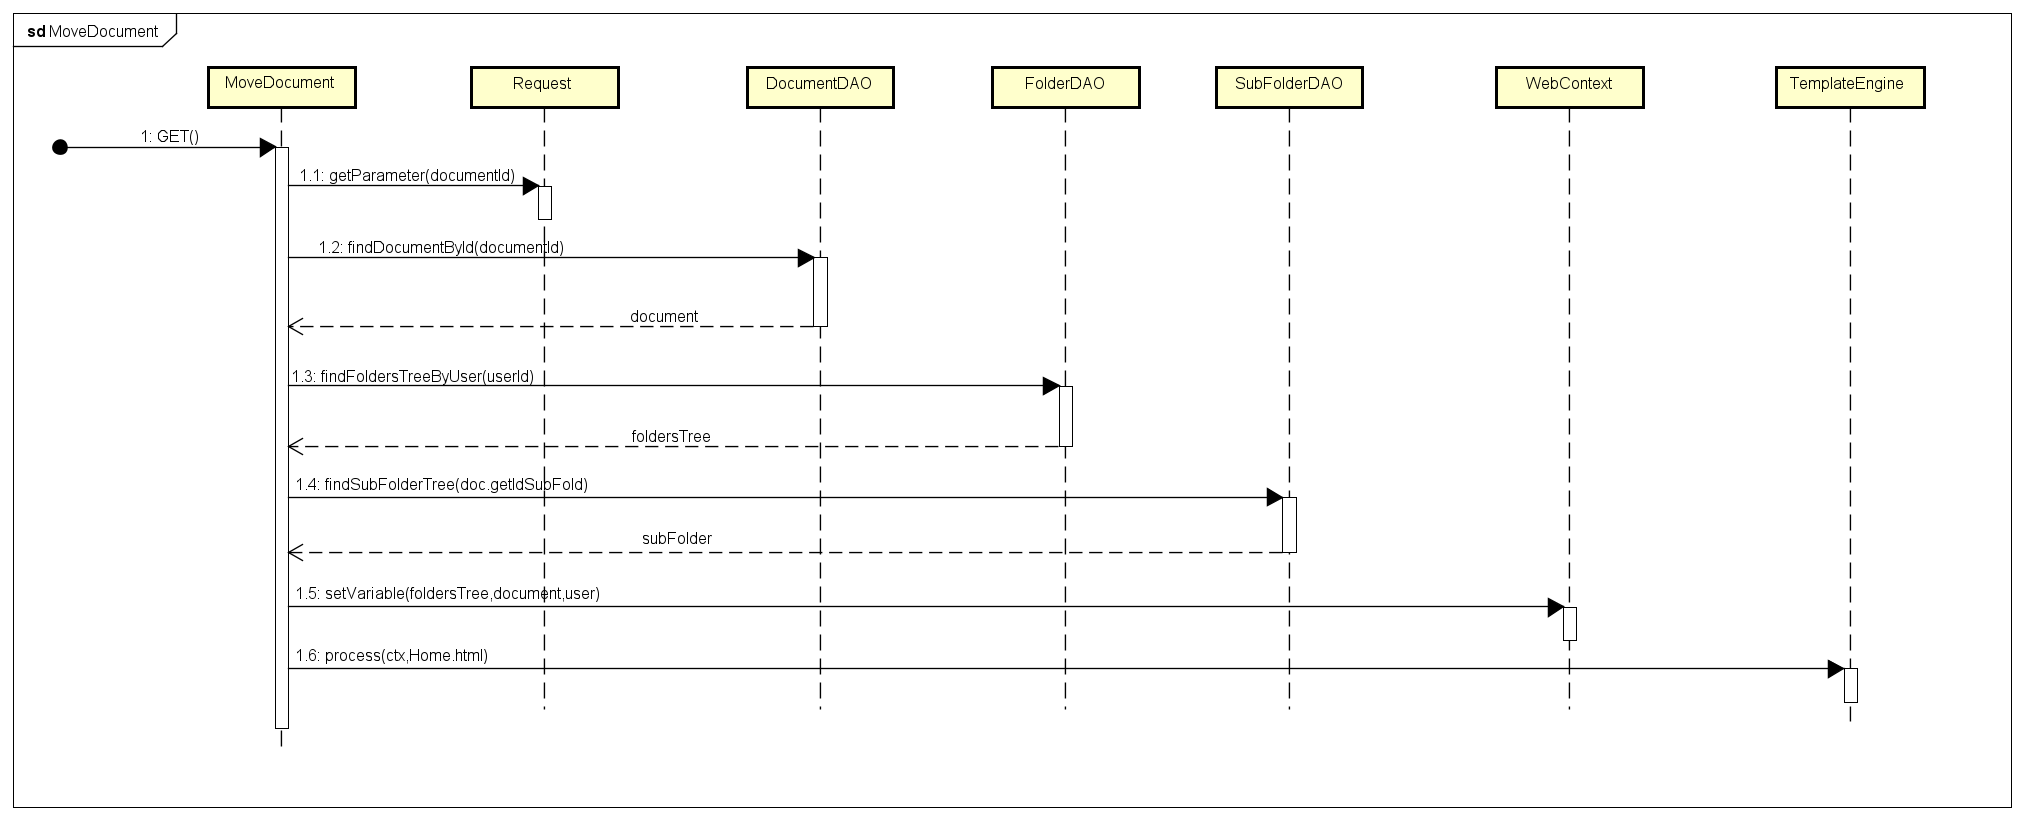 sd MoveDocument
MoveDocument
Request
DocumentDAO
FolderDAO
SubFolderDAO
WebContext
TemplateEngine
1: GET()
1.1: getParameter(documentId)
1.2: findDocumentById(documentId)
document
1.3: findFoldersTreeByUser(userId)
foldersTree
1.4: findSubFolderTree(doc.getIdSubFold)
subFolder
1.5: setVariable(foldersTree,document,user)
1.6: process(ctx,Home.html)